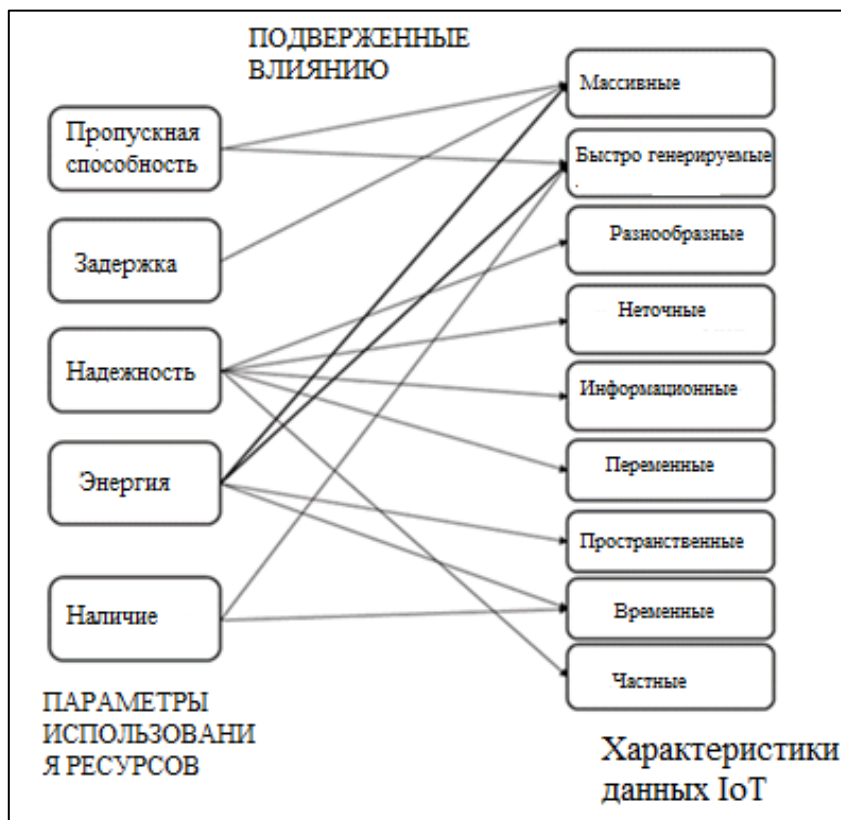 ПОДВЕРЖЕННЫЕ
ВЛИЯНИЮ
Пропускная
способность
Задержка
Надежность
Энергия
Наличие
ПАРАМЕТРЫ
ИСПОЛЬЗОВАНИ
Я РЕСУРСОВ
Массивные
Быстро генерируемые
Разнообразные
Неточные
Информационные
Переменные
Пространственные
Временные
Частные
Характеристики
данных IoT